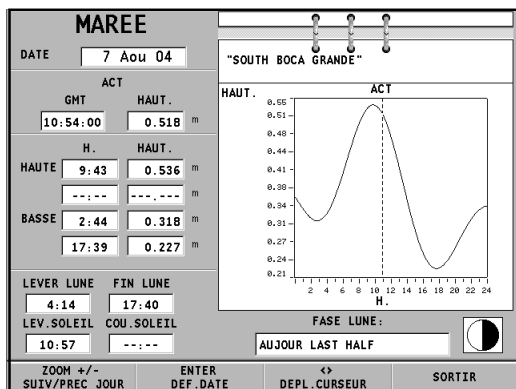 MAREE
DATE 7 Aou 04
ACT
GMT HAUT.
10:54:00 0.518 m
H. HAUT.
HAUTE 9:43 0.536 m
--:-- ---.--- m
BASSE 2:44 0.318 m
17:39 0.227 m
LEVER LUNE FIN LUNE
4:14 17:40
LEV.SOLEIL COU.SOLEIL
10:57 --:--
"SOUTH BOCA GRANDE"
HAUT. ACT
0.55
0.51
0.48
0.44
0.41
0.38
0.34
0.31
0.28
0.24
0.21
2 4 6 8 10 12 14 16 18 20 22 24
H.
FASE LUNE:
AUJOUR LAST HALF
ZOOM +/- ENTER <> SORTIR
SUIV/PREC JOUR DEF.DATE DEPL.CURSEUR